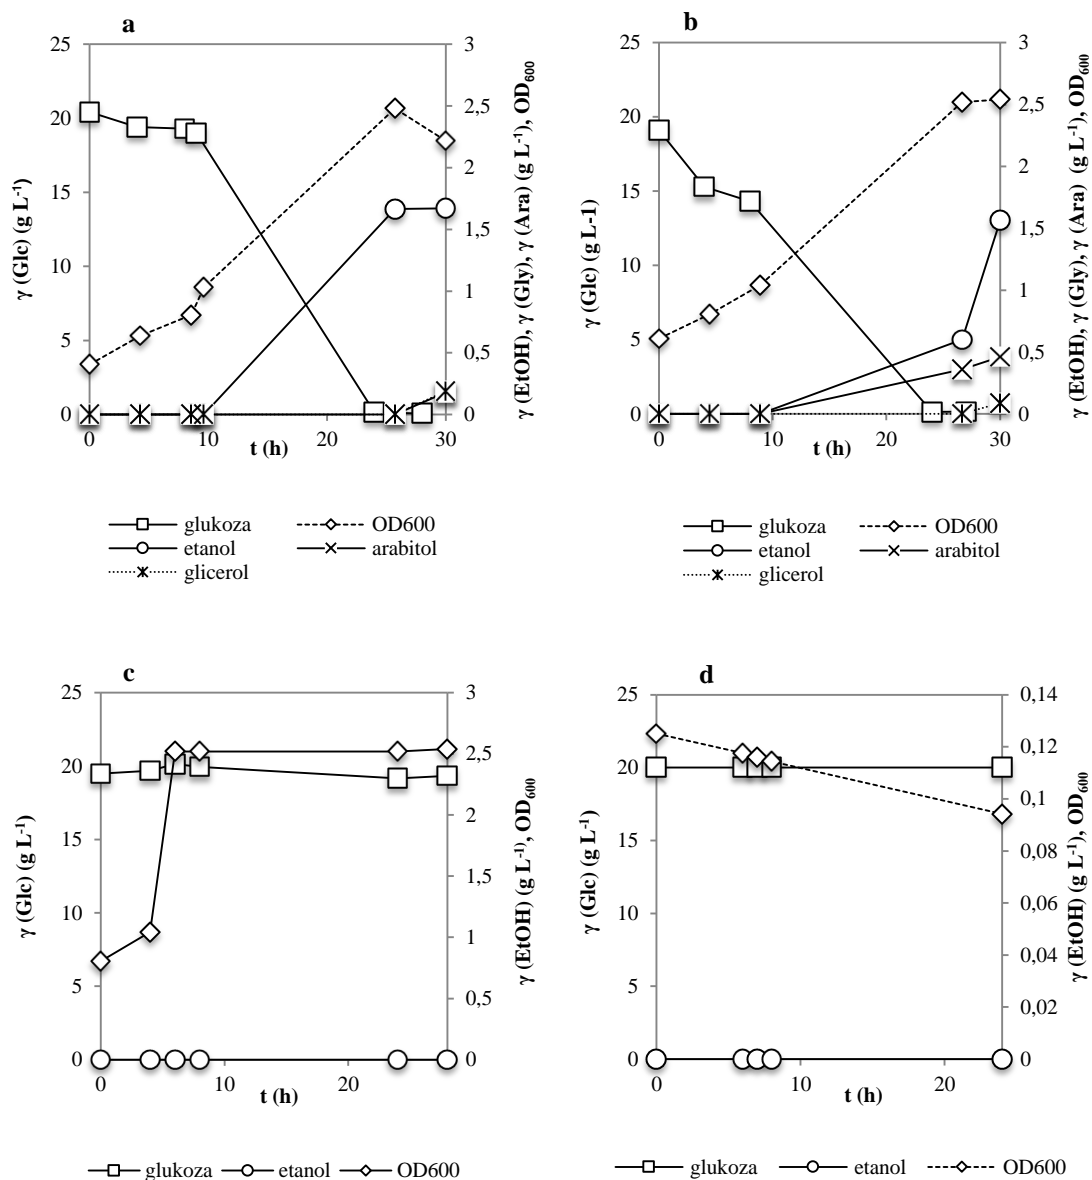 a
25
20
15
10
5
0
3
2,5
2
1,5
1
0,5
0
0
10
20
30
γ (Glc) (g L-1)
γ (EtOH), γ (Gly), γ (Ara) (g L-1), OD600
t (h)
glukoza
OD600
etanol
arabitol
glicerol
b
25
20
15
10
5
0
3
2,5
2
1,5
1
0,5
0
0
10
20
30
γ (Glc) (g L-1)
γ (EtOH), γ (Gly), γ (Ara) (g L-1), OD600
t (h)
glukoza
OD600
etanol
arabitol
glicerol
c
25
20
15
10
5
0
3
2,5
2
1,5
1
0,5
0
0
10
20
γ (Glc) (g L-1)
γ (EtOH) (g L-1), OD600
t (h)
glukoza etanol OD600
d
25
20
15
10
5
0
0,14
0,12
0,1
0,08
0,06
0,04
0,02
0
0
10
20
γ (Glc) (g L-1)
γ (EtOH) (g L-1), OD600
t (h)
glukoza etanol OD600